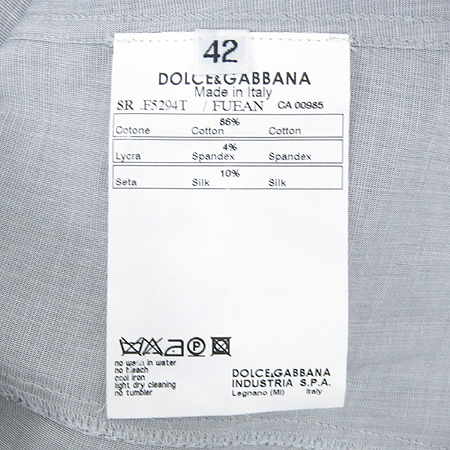 42
DOLCE&GABBANA
Made in Italy
SR .F5294T / FUEAN CA 00985
86%
Cotone Cotton Cotton
4%
Lycra Spandex Spandex
10%
Seta Silk Silk
no wash in water
no bleach
cool iron
light dry cleaning
no tumbler
A P
DOLCE&GABBANA
INDUSTRIA S.P.A.
Legnano (MI) Italy